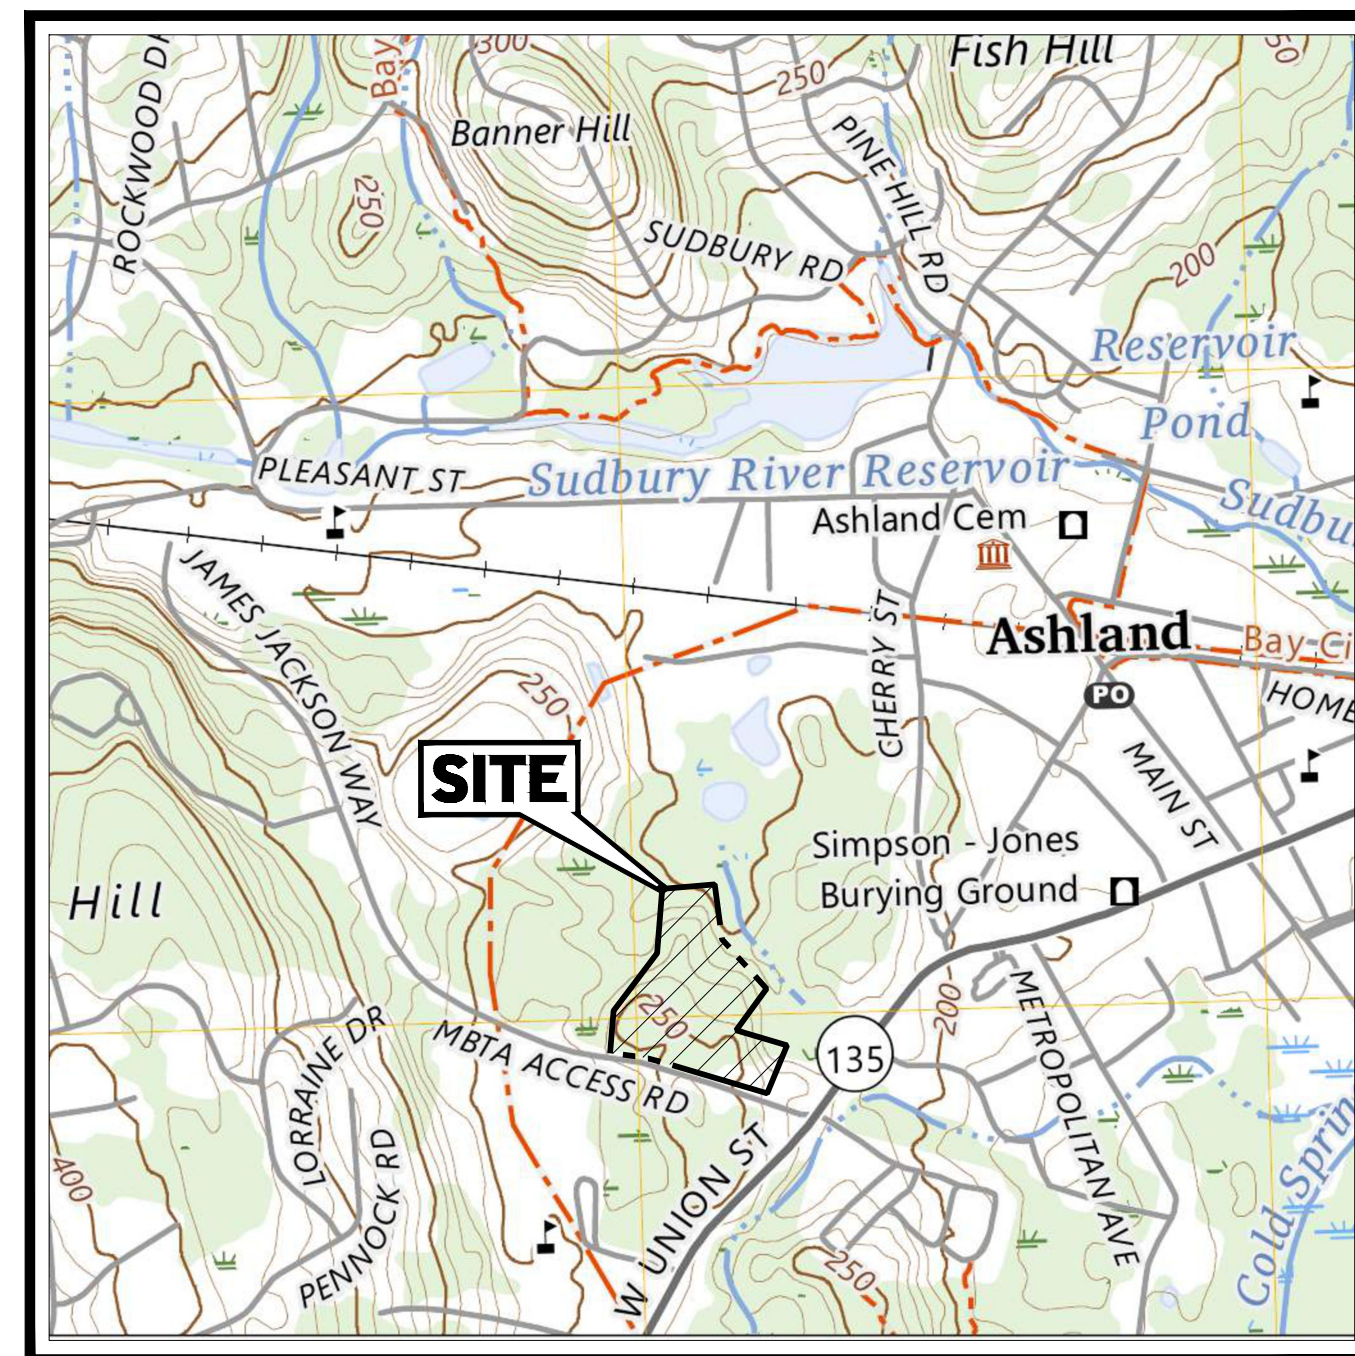 ROCKWOOD DR
Bay
300
Fish Hill
50
250
Banner Hill
PINE HILL RD
250
SUDBURY RD
200
Reservoir
Pond
PLEASANT ST
Sudbury River Reservoir
Sudbu
Ashland Cem
JAMES JACKSON WAY
CHERRY ST
Ashland
Bay Ci
PO
HOME
250
SITE
MAIN ST
Simpson - Jones
Burying Ground
Hill
250
200
METROPOLITAN AVE
LORRAINE DR
MBTA ACCESS RD
135
400
PENNOCK RD
W UNION ST
250
Cold Sprin